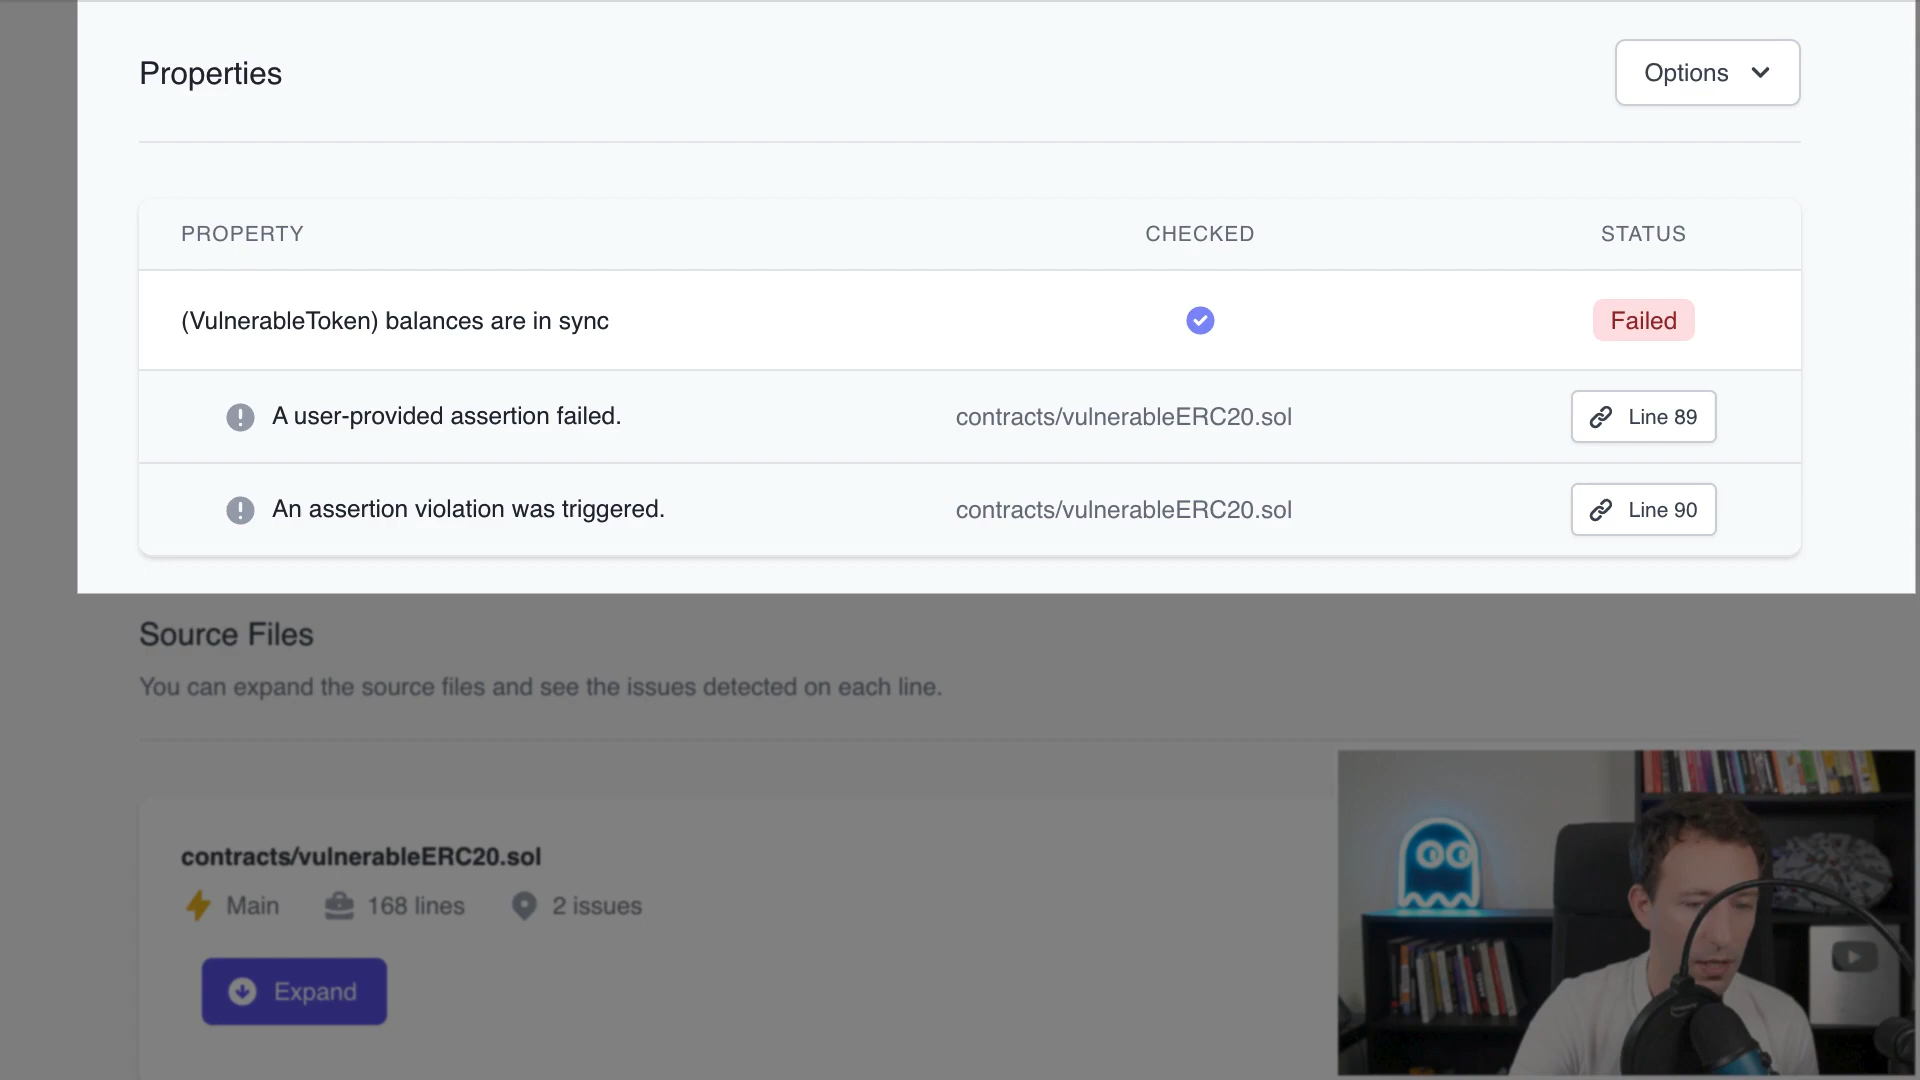 Properties
Options
PROPERTY CHECKED STATUS
(VulnerableToken) balances are in sync Failed
A user-provided assertion failed. contracts/vulnerableERC20.sol Line 89
An assertion violation was triggered. contracts/vulnerableERC20.sol Line 90
Source Files
You can expand the source files and see the issues detected on each line.
contracts/vulnerableERC20.sol
Main 168 lines 2 issues
Expand